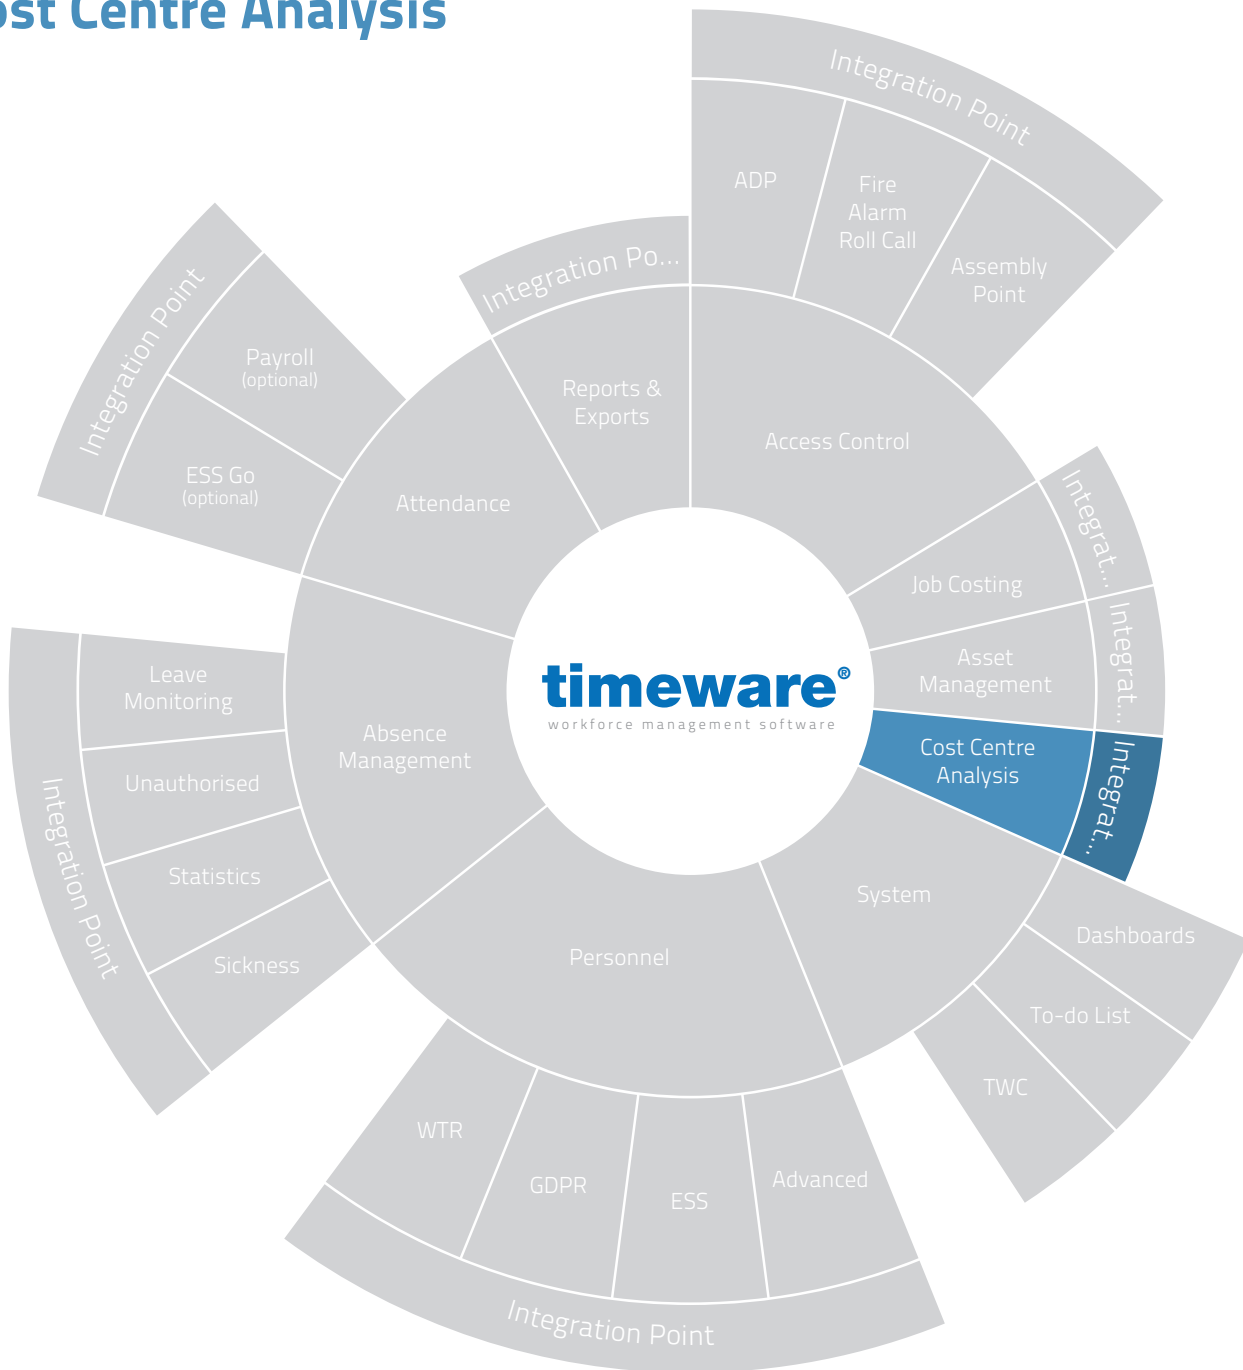 ost Centre Analysis
Integration Point
ADP
Fire
Alarm
Roll Call
Assembly
Point
Integration Po...
Reports &
Exports
Access Control
Integration Point
Payroll
(optional)
ESS Go
(optional)
Attendance
Integrat...
Job Costing
Integrat...
Asset
Management
timeware®
workforce management software
Cost Centre
Analysis
Integrat...
Leave
Monitoring
Unauthorised
Statistics
Sickness
Integration Point
Absence
Management
System
Dashboards
To-do List
TWC
Personnel
WTR
GDPR
ESS
Advanced
Integration Point